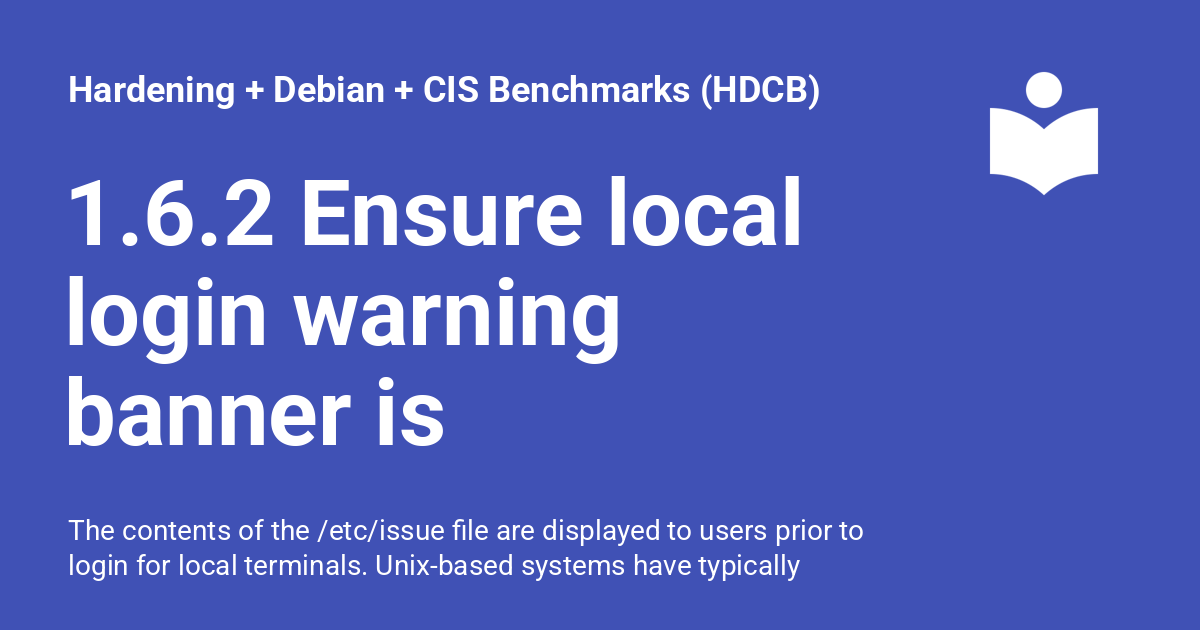 Hardening + Debian + CIS Benchmarks (HDCB)
1.6.2 Ensure local
login warning
banner is
The contents of the /etc/issue file are displayed to users prior to
login for local terminals. Unix-based systems have typically